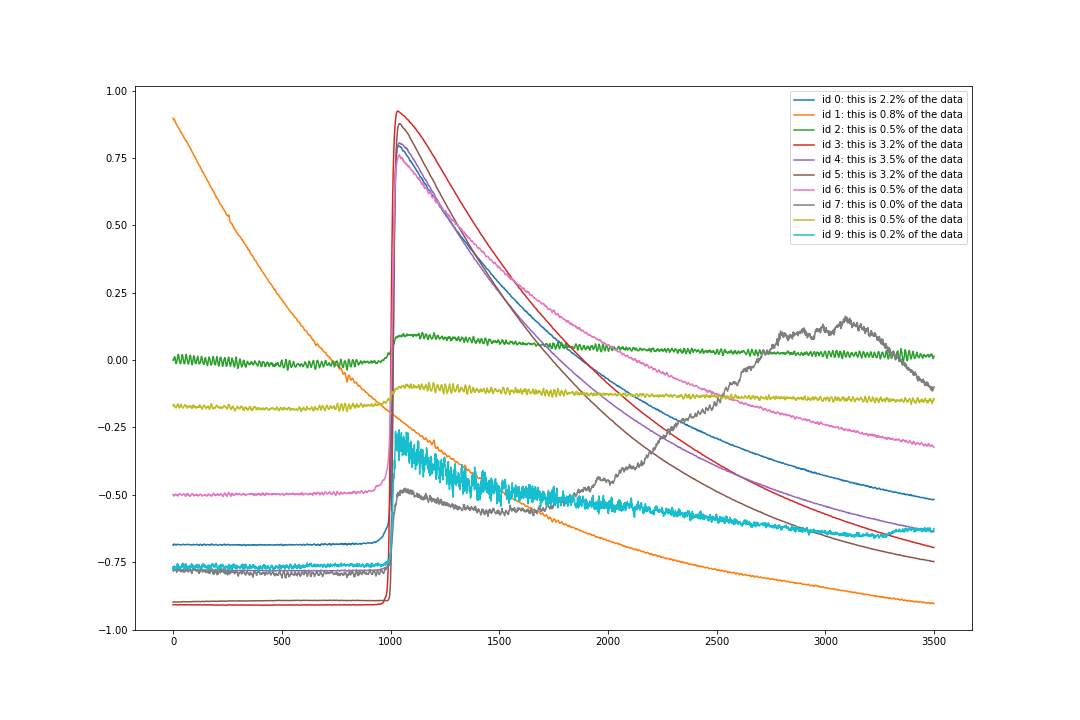 1.00
0.75
0.50
0.25
0.00
−0.25
−0.50
−0.75
−1.00
0 500 1000 1500 2000 2500 3000 3500
id 0: this is 2.2% of the data
id 1: this is 0.8% of the data
id 2: this is 0.5% of the data
id 3: this is 3.2% of the data
id 4: this is 3.5% of the data
id 5: this is 3.2% of the data
id 6: this is 0.5% of the data
id 7: this is 0.0% of the data
id 8: this is 0.5% of the data
id 9: this is 0.2% of the data